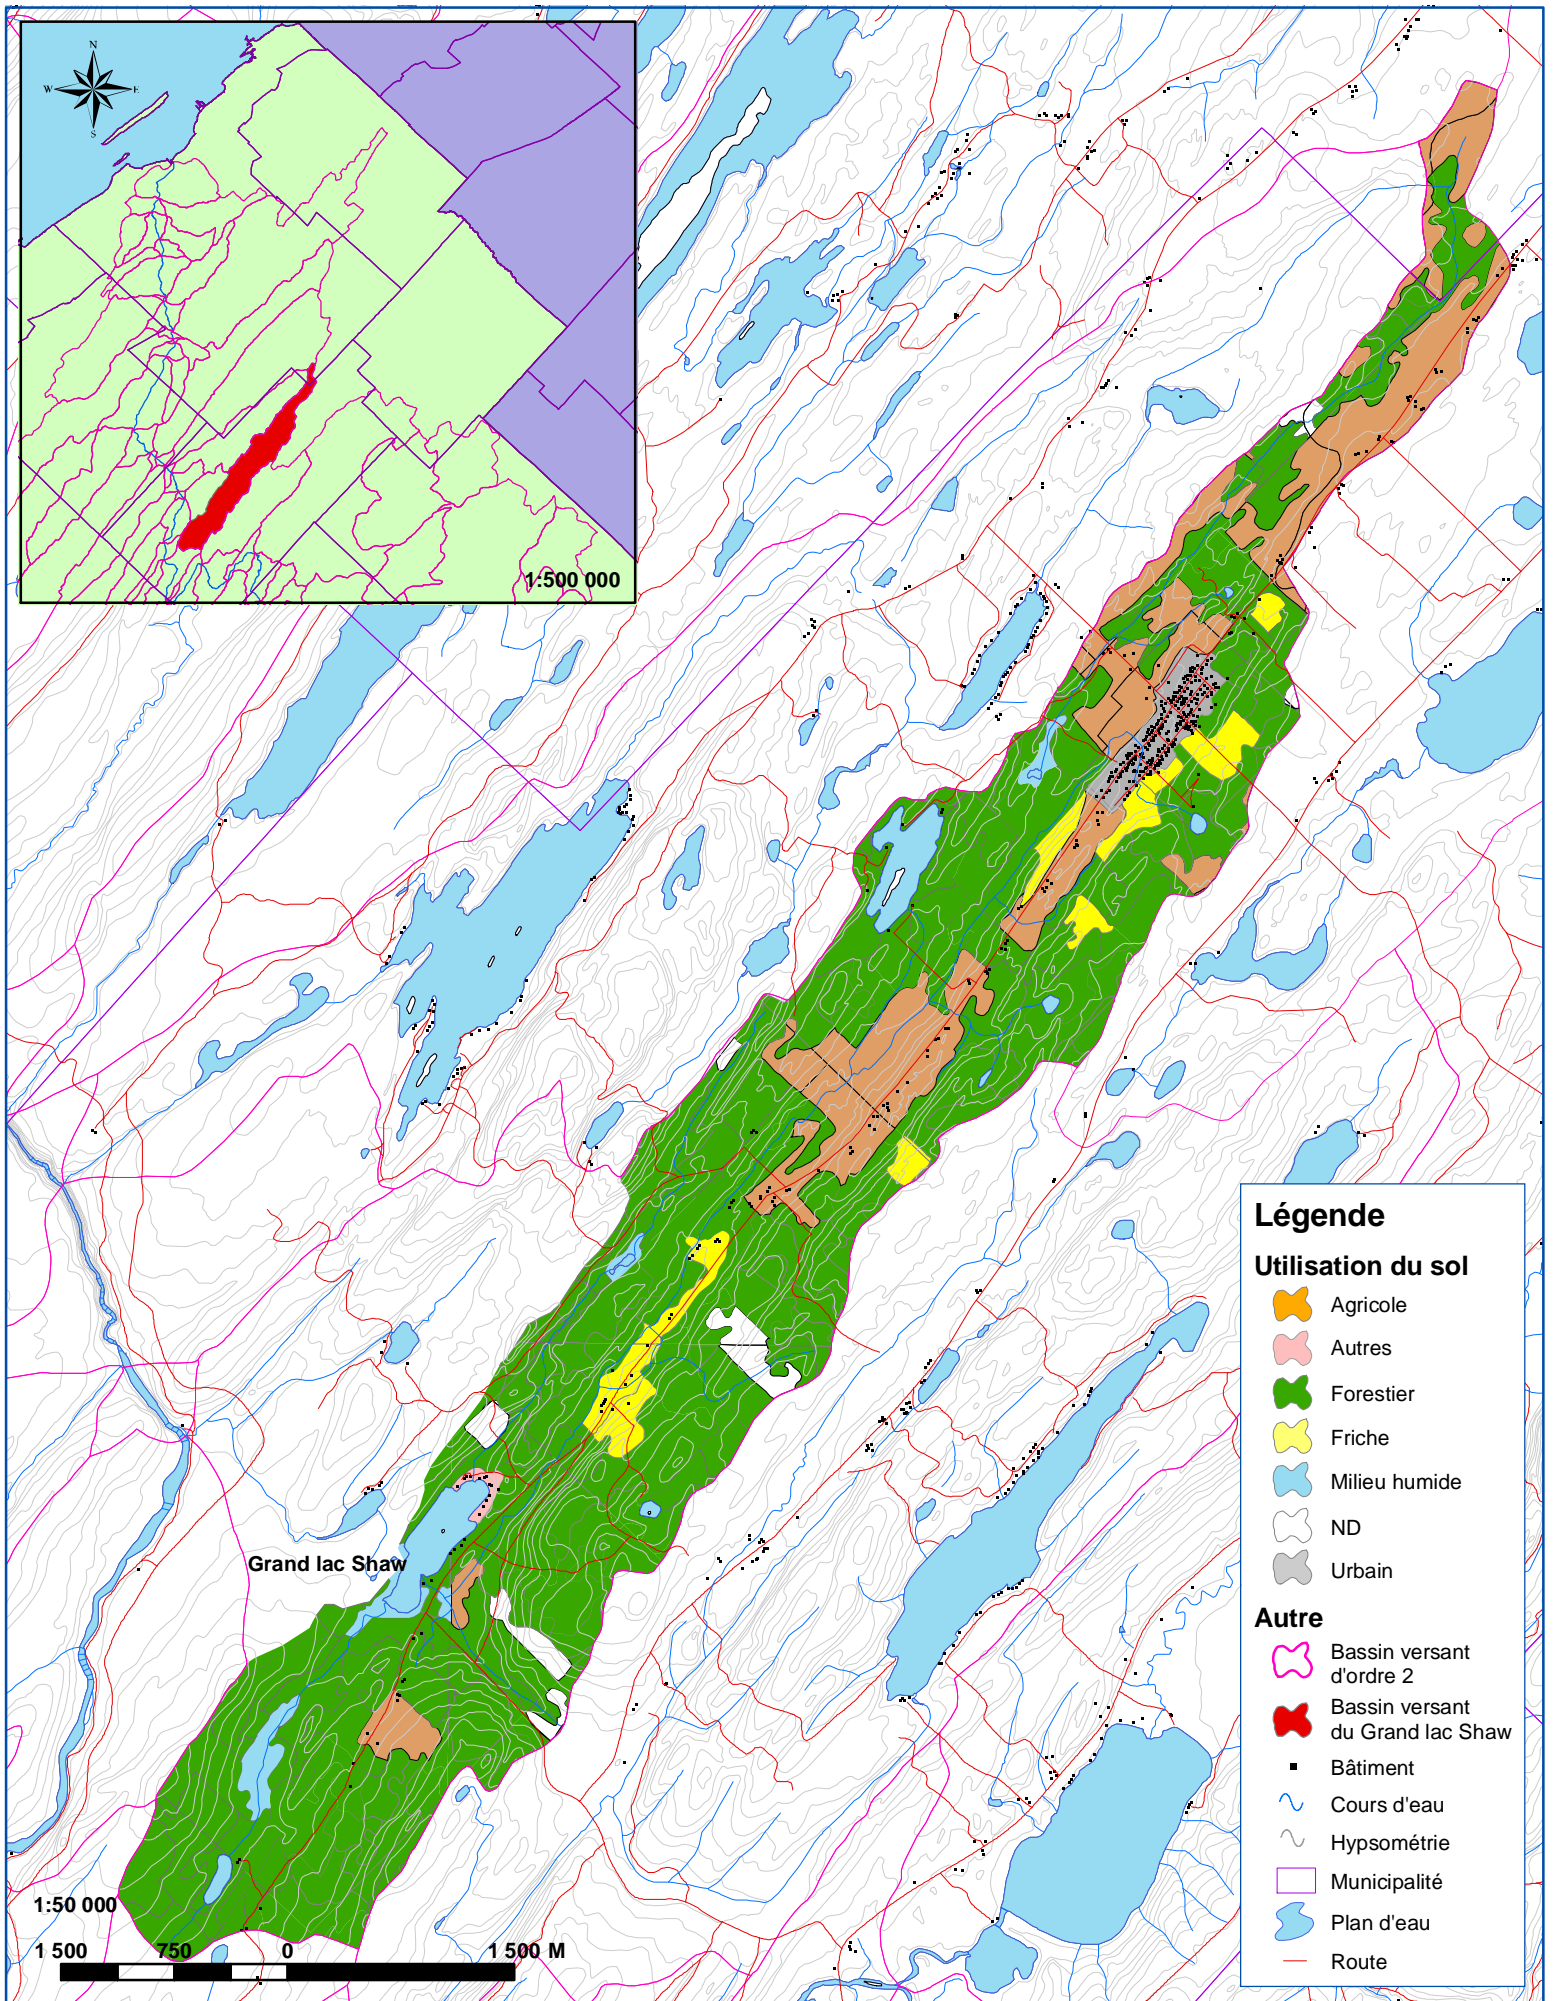 N
W
E
S
1:500 000
Grand lac Shaw
Légende
Utilisation du sol
Agricole
Autres
Forestier
Friche
Milieu humide
ND
Urbain
Autre
Bassin versant
d'ordre 2
Bassin versant
du Grand lac Shaw
Bâtiment
Cours d'eau
Hypsométrie
Municipalité
Plan d'eau
Route
1:50 000
1 500 750 0 1 500 M